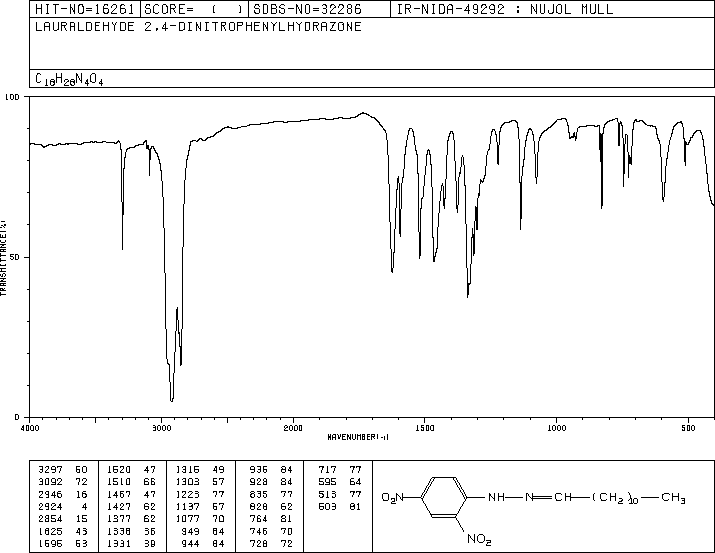 HIT-NO=16261 SCORE= ( ) SDBS-NO=32286 IR-NIDA-49292 : NUJOL MULL
LAURALDEHYDE 2,4-DINITROPHENYLHYDRAZONE
C18H28N4O4
100
50
0
TRANSMITTANCE(%)
4000 3000 2000 1500 1000 500
WAVENUMBER(-1)
3297 60 1520 47 1316 49 936 84 717 77
3092 72 1510 66 1303 57 928 84 595 64
2946 16 1467 47 1223 77 835 77 513 77
2924 4 1427 62 1137 57 828 62 503 81
2854 15 1377 62 1077 70 764 81
1625 43 1338 36 949 84 746 70
1595 53 1331 39 944 84 728 72
O2N NH N CH (CH2)10 CH3
NO2